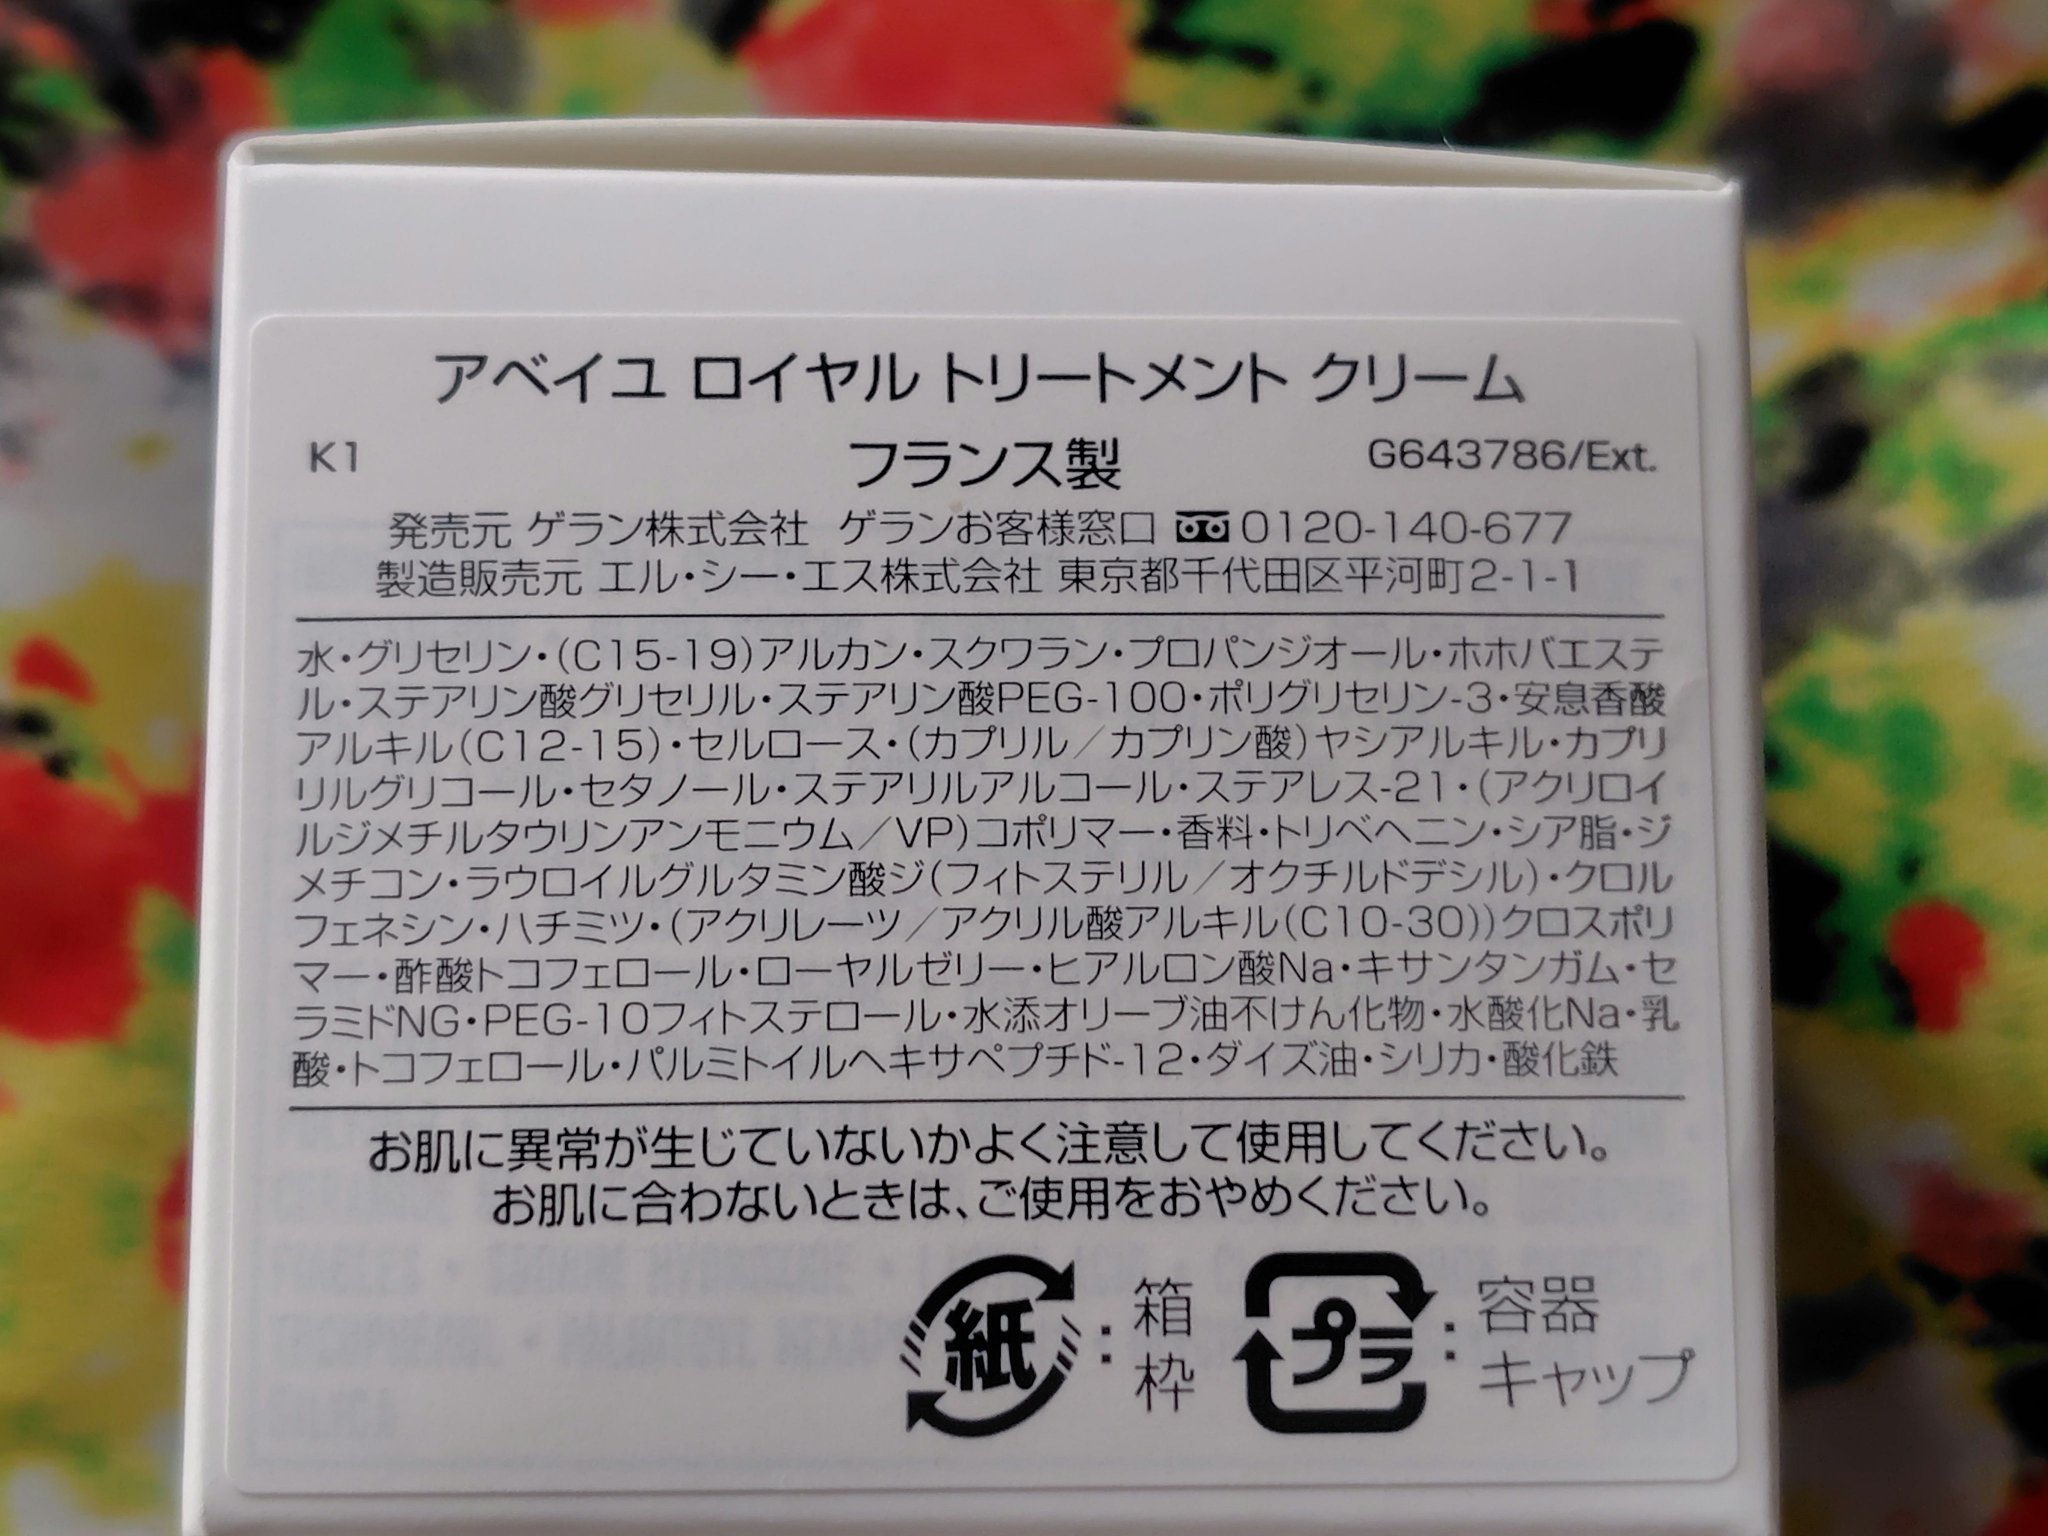 アベイユ ロイヤル トリートメント クリーム
K1 フランス製 G643786/Ext.
発売元 ゲラン株式会社 ゲランお客様窓口 0120-140-677
製造販売元 エル・シー・エス株式会社 東京都千代田区平河町2-1-1
水・グリセリン・(C15-19)アルカン・スクワラン・プロパンジオール・ホホバエステ
ル・ステアリン酸グリセリル・ステアリン酸PEG-100・ポリグリセリン-3・安息香酸
アルキル(C12-15)・セルロース・(カプリル/カプリン酸)ヤシアルキル・カプリ
リルグリコール・セタノール・ステアリルアルコール・ステアレス-21・(アクリロイ
ルジメチルタウリンアンモニウム/VP)コポリマー・香料・トリベヘニン・シア脂・ジ
メチコン・ラウロイルグルタミン酸ジ(フィトステリル/オクチルドデシル)・クロル
フェネシン・ハチミツ・(アクリレーツ/アクリル酸アルキル(C10-30))クロスポリ
マー・酢酸トコフェロール・ローヤルゼリー・ヒアルロン酸Na・キサンタンガム・セ
ラミドNG・PEG-10フィトステロール・水添オリーブ油不けん化物・水酸化Na・乳
酸・トコフェロール・パルミトイルヘキサペプチド-12・ダイズ油・シリカ・酸化鉄
お肌に異常が生じていないかよく注意して使用してください。
お肌に合わないときは、ご使用をおやめください。
紙 : 箱 プラ : 容器
枠 キャップ